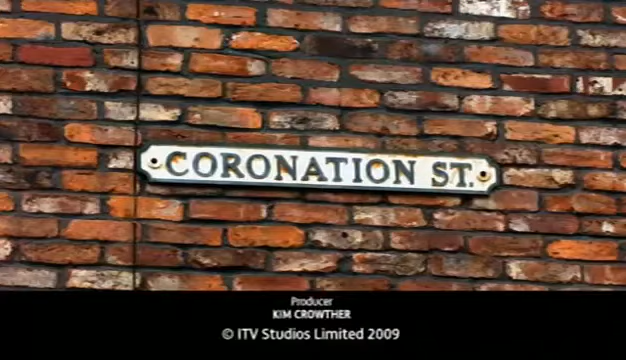 CORONATION ST.
Producer
KIM CROWTHER
© ITV Studios Limited 2009